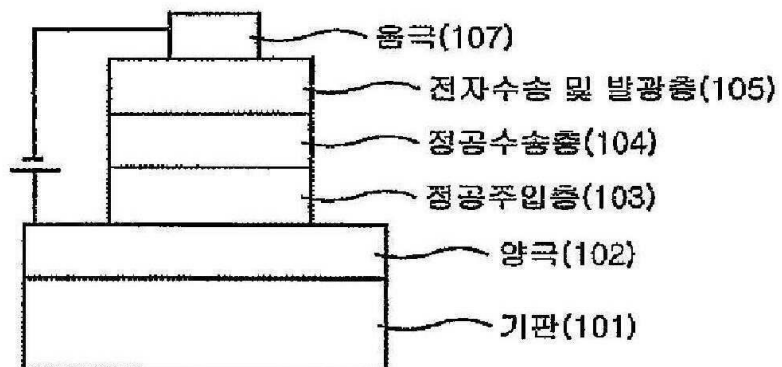 음극(107)
전자수송 및 발광층(105)
정공수송층(104)
정공주입층(103)
양극(102)
기판(101)